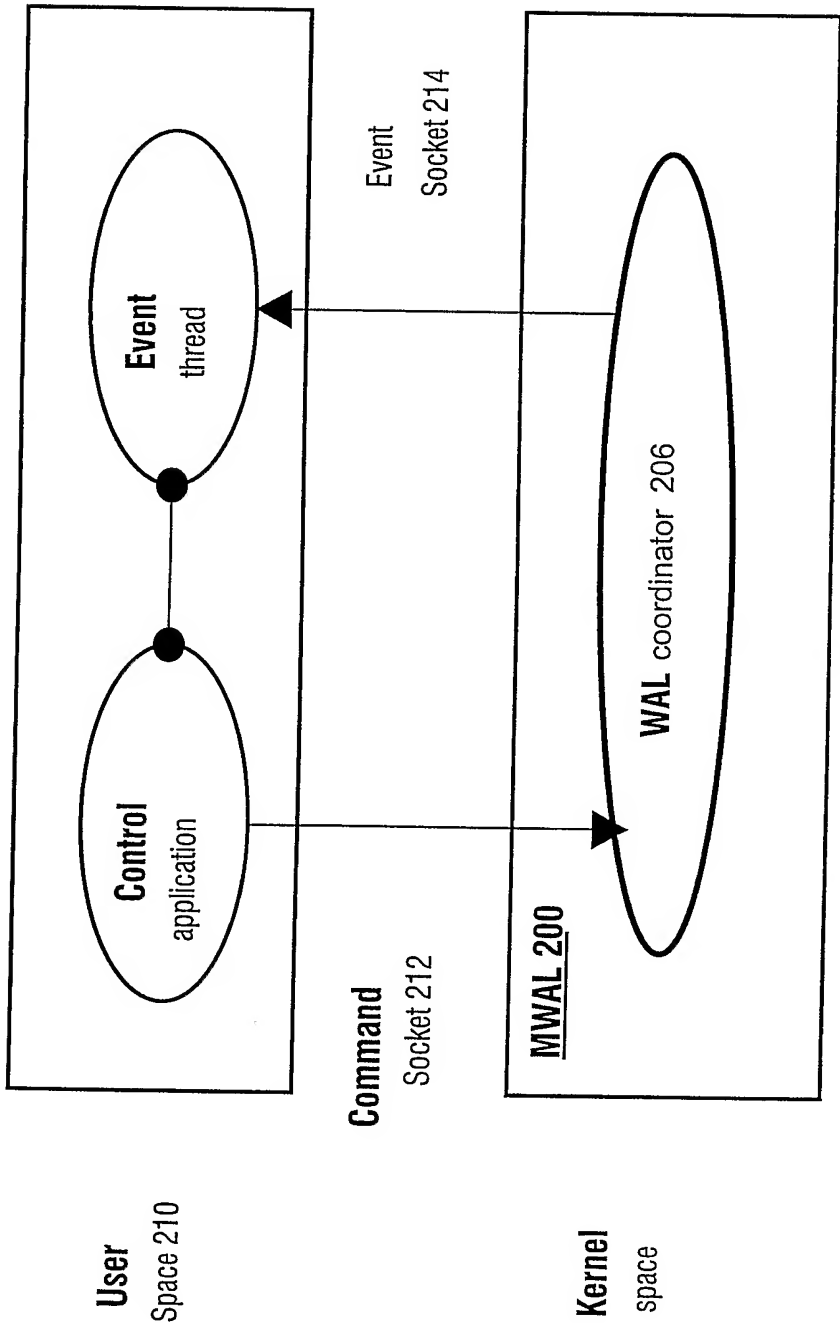 User
Space 210
Control
application
Event
thread
Command
Socket 212
Event
Socket 214
Kernel
space
MWAL 200
WAL coordinator 206